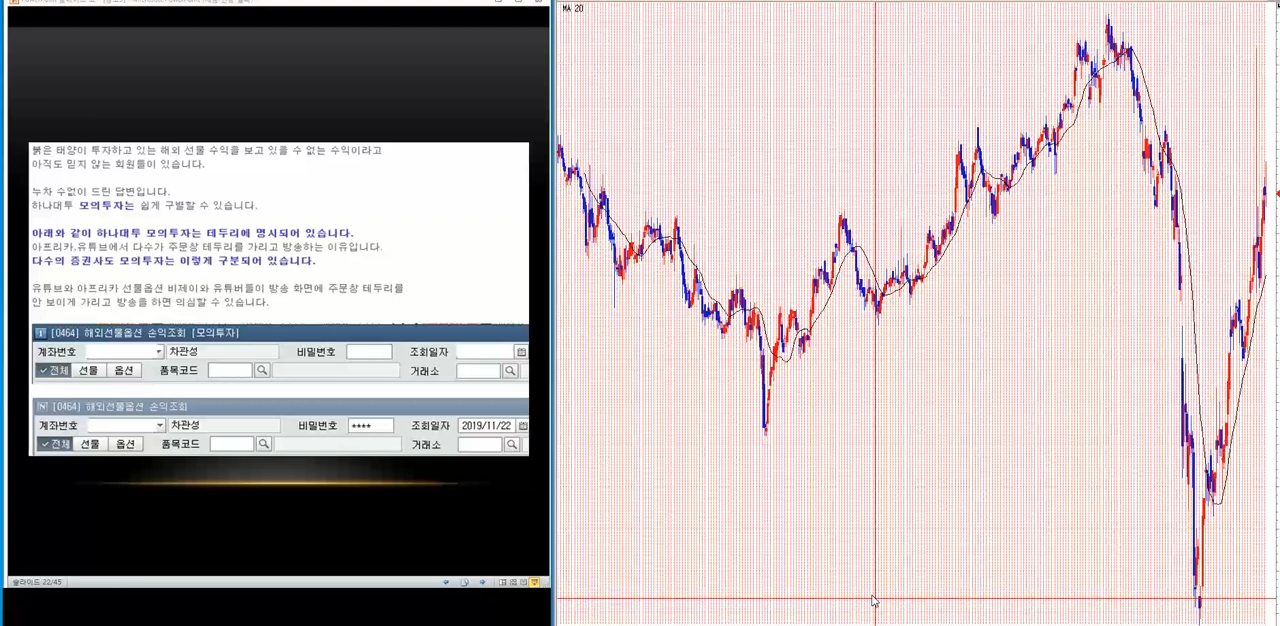 MA 20
붉은 태양이 투자하고 있는 해외 선물 수익을 보고 있을 수 없는 수익이라고
아직도 믿지 않는 회원들이 있습니다.
누차 수없이 드린 답변입니다.
하나대투 모의투자는 쉽게 구별할 수 있습니다.
아래와 같이 하나대투 모의투자는 테두리에 명시되어 있습니다.
아프리카.유튜브에서 다수가 주문창 테두리를 가리고 방송하는 이유입니다.
다수의 증권사도 모의투자는 이렇게 구분되어 있습니다.
유튜브와 아프리카 선물옵션 비제이와 유튜버들이 방송 화면에 주문창 테두리를
안 보이게 가리고 방송을 하면 의심할 수 있습니다.
[0464] 해외선물옵션 손익조회 [모의투자]
계좌번호 차관성 비밀번호 조회일자
전체 선물 옵션 품목코드 거래소
[0464] 해외선물옵션 손익조회
계좌번호 차관성 비밀번호 **** 조회일자 2019/11/22
전체 선물 옵션 품목코드 거래소
슬라이드 22/45